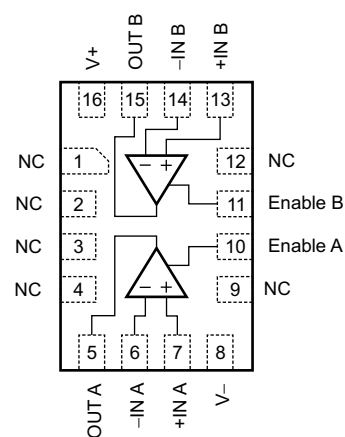 V+
OUT B
−IN B
+IN B
16
15
14
13
NC
1
− +
12
NC
NC
2
11
Enable B
NC
3
10
Enable A
NC
4
− +
9
NC
5
6
7
8
OUT A
−IN A
+IN A
V−